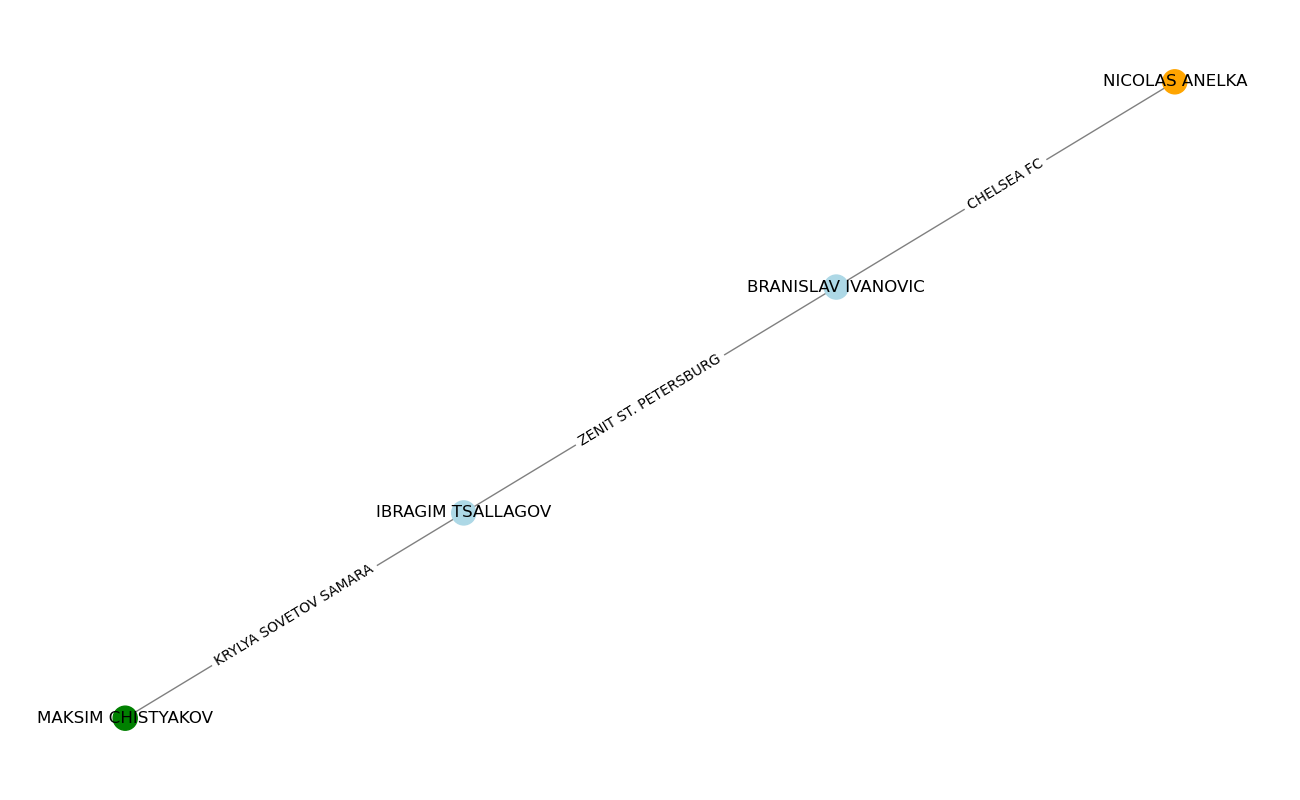 NICOLAS ANELKA
CHELSEA FC
BRANISLAV IVANOVIC
ZENIT ST. PETERSBURG
IBRAGIM TSALLAGOV
KRYLYA SOVETOV SAMARA
MAKSIM CHISTYAKOV